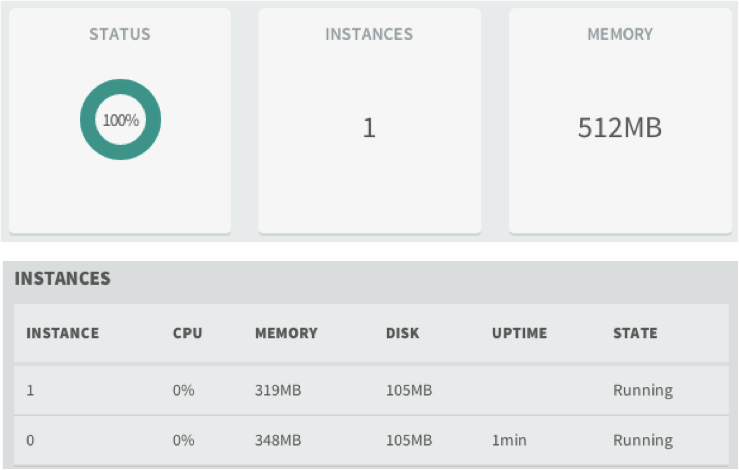 STATUS INSTANCES MEMORY
100% 1 512MB
INSTANCES
INSTANCE CPU MEMORY DISK UPTIME STATE
1 0% 319MB 105MB Running
0 0% 348MB 105MB 1min Running